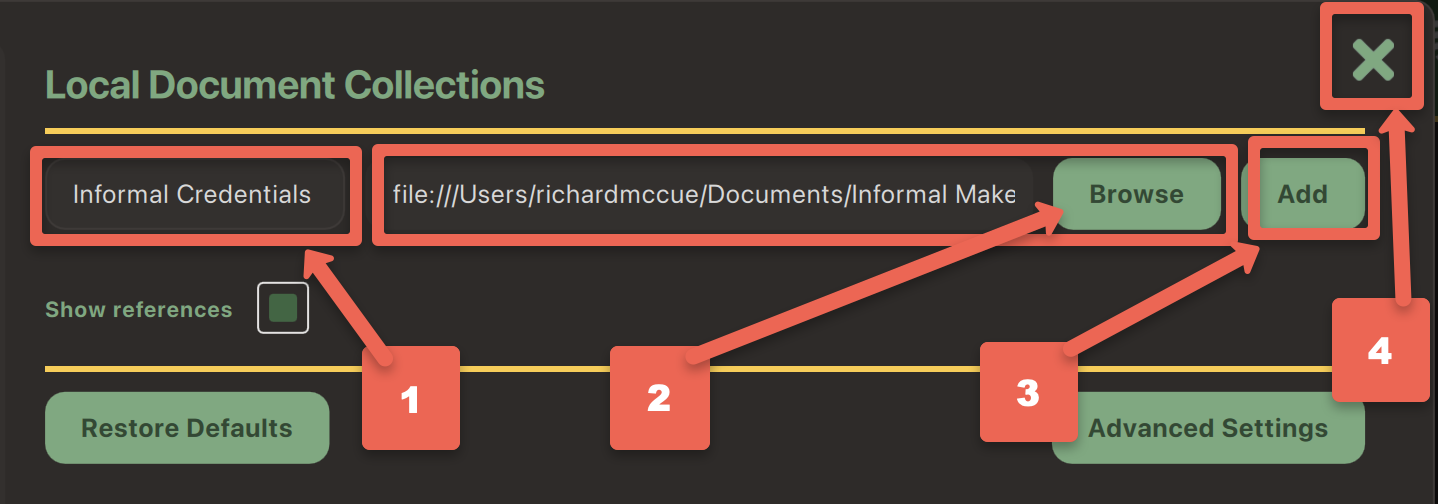 Local Document Collections
Informal Credentials file:///Users/richardmccue/Documents/Informal Make Browse Add
Show references
1 2 3 4
Restore Defaults Advanced Settings